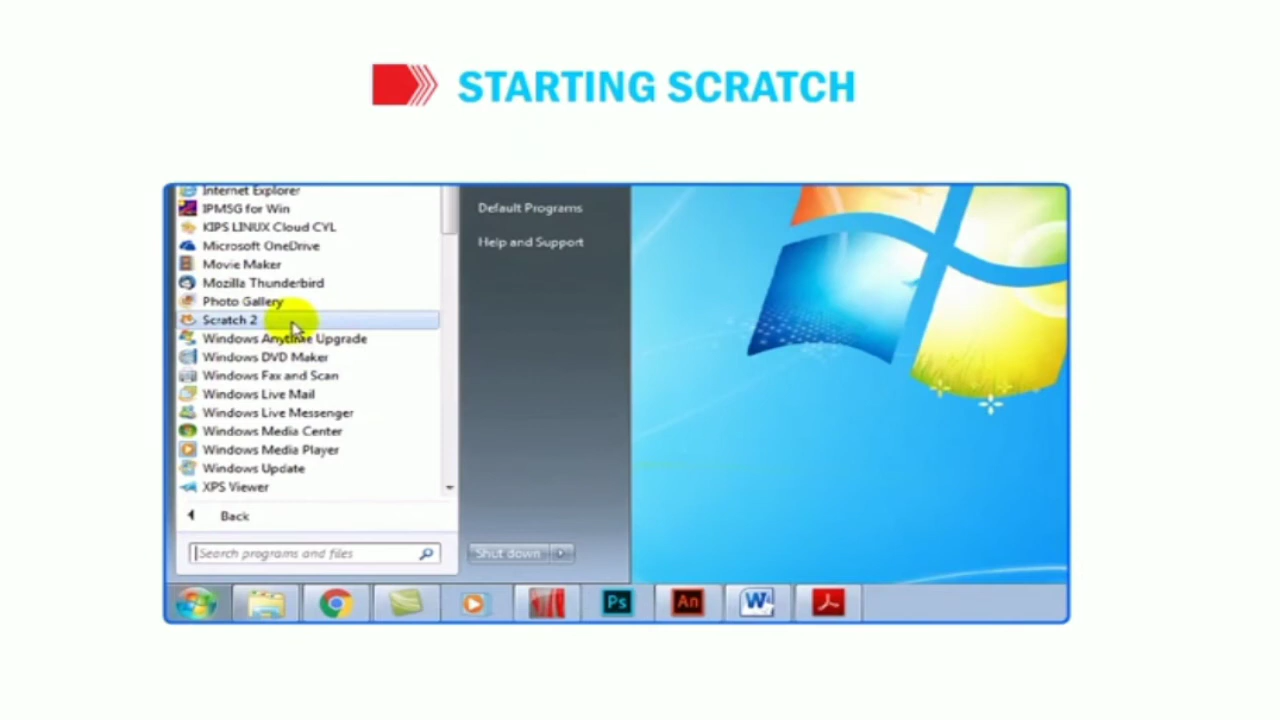 STARTING SCRATCH
Internet Explorer
IPMSG for Win
KIPS LINUX Cloud CYL
Microsoft OneDrive
Movie Maker
Mozilla Thunderbird
Photo Gallery
Scratch 2
Windows Anytime Upgrade
Windows DVD Maker
Windows Fax and Scan
Windows Live Mail
Windows Live Messenger
Windows Media Center
Windows Media Player
Windows Update
XPS Viewer
Back
Search programs and files
Default Programs
Help and Support
Shut down
Ps
An
W